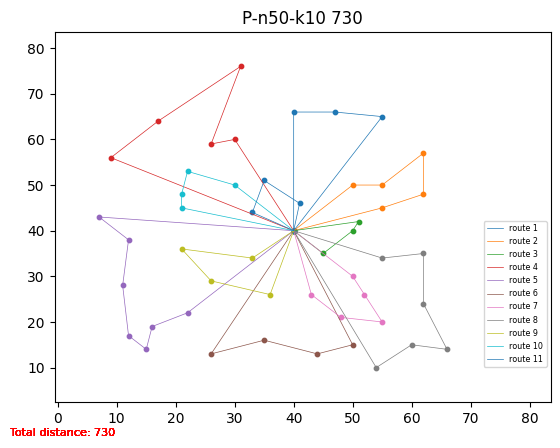 P-n50-k10 730
80
70
60
50
40
30
20
10
0 10 20 30 40 50 60 70 80
route 1
route 2
route 3
route 4
route 5
route 6
route 7
route 8
route 9
route 10
route 11
Total distance: 730